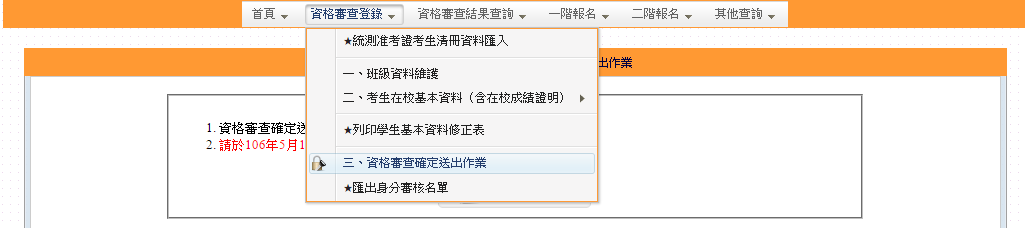 首頁 資格審查登錄 資格審查結果查詢 一階報名 二階報名 其他查詢
★統測准考證考生清冊資料匯入
出作業
一、班級資料維護
二、考生在校基本資料（含在校成績證明）
1. 資格審查確定送
★列印學生基本資料修正表
2. 請於106年5月1
三、資格審查確定送出作業
★匯出身分審核名單